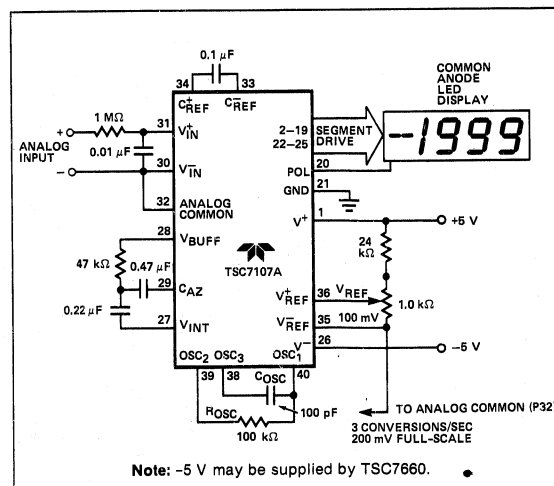 0.1 µF
34 33
C+REF C−REF
COMMON
ANODE
LED
DISPLAY
-1999
1 MΩ
31
V+IN
+
ANALOG
INPUT
−
0.01 µF
30
V−IN
32
ANALOG
COMMON
2–19
22–25
SEGMENT
DRIVE
20
POL
21
GND
1
V+
+5 V
28
VBUFF
47 kΩ
0.47 µF
29
CAZ
0.22 µF
27
VINT
TSC7107A
24
kΩ
V+REF
36
VREF
1.0 kΩ
V−REF
35
100 mV
V−
26
−5 V
OSC2 OSC3 OSC1
39 38 40
COSC
100 pF
ROSC
100 kΩ
TO ANALOG COMMON (P32)
3 CONVERSIONS/SEC
200 mV FULL-SCALE
Note: –5 V may be supplied by TSC7660.